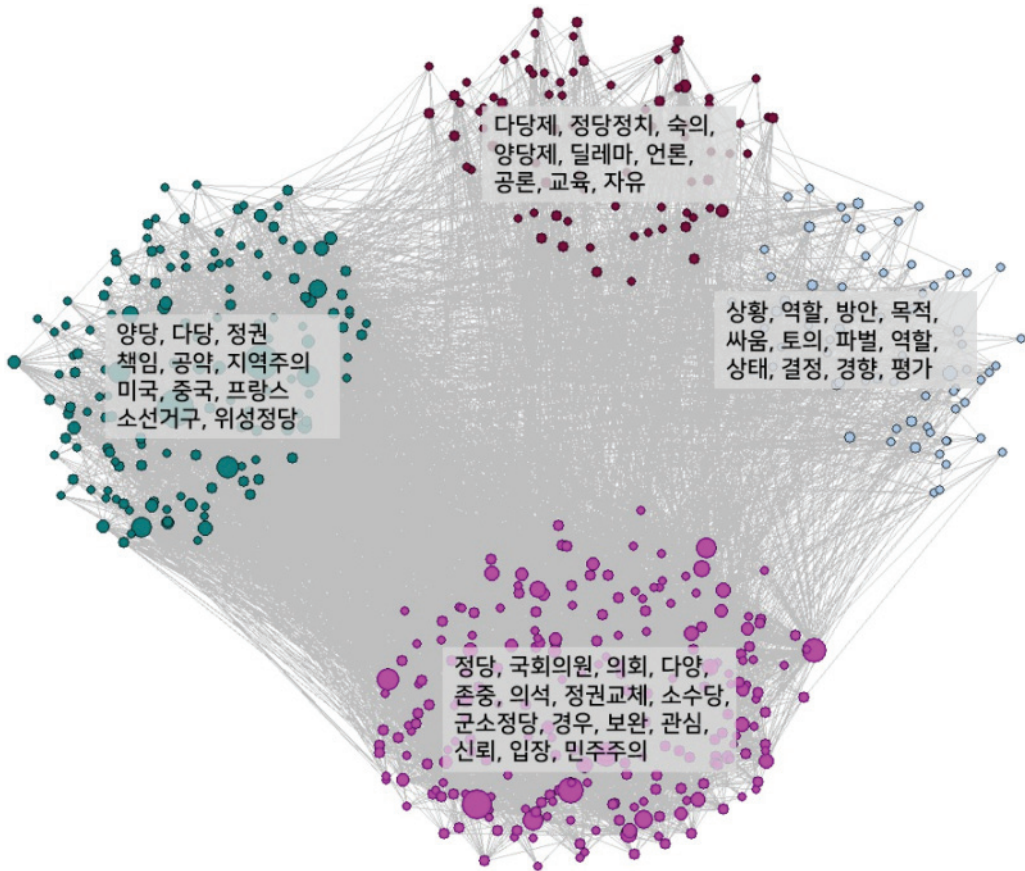 다당제, 정당정치, 숙의,
양당제, 딜레마, 언론,
공론, 교육, 자유
상황, 역할, 방안, 목적,
싸움, 토의, 파벌, 역할,
상태, 결정, 경향, 평가
양당, 다당, 정권
책임, 공약, 지역주의
미국, 중국, 프랑스
소선거구, 위성정당
정당, 국회의원, 의회, 다양,
존중, 의석, 정권교체, 소수당,
군소정당, 경우, 보완, 관심,
신뢰, 입장, 민주주의